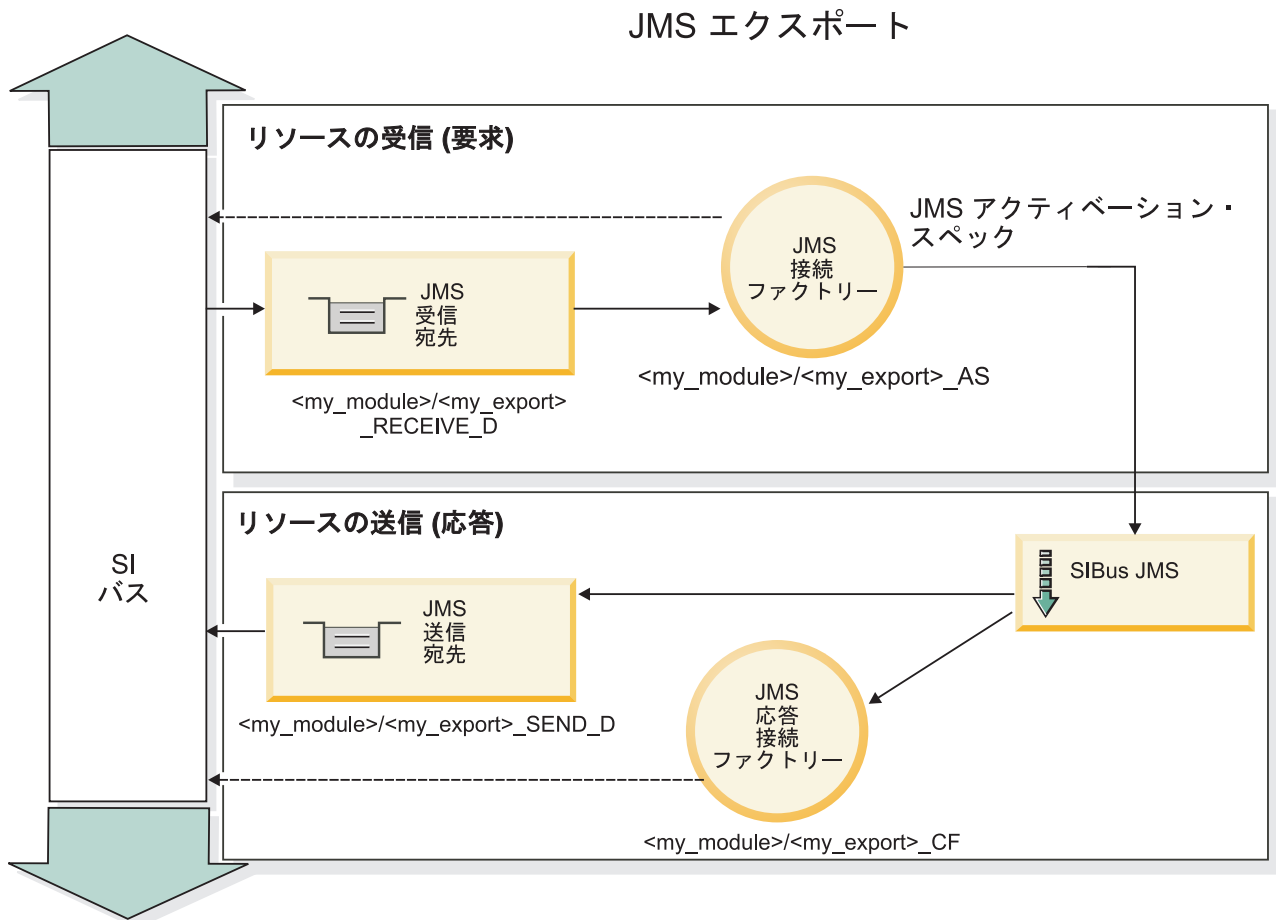 JMS エクスポート
リソースの受信 (要求)
JMS アクティベーション・
スペック
JMS
接続
ファクトリー
JMS
受信
宛先
<my_module>/<my_export>_AS
<my_module>/<my_export>
_RECEIVE_D
SI
バス
リソースの送信 (応答)
SIBus JMS
JMS
送信
宛先
<my_module>/<my_export>_SEND_D
JMS
応答
接続
ファクトリー
<my_module>/<my_export>_CF